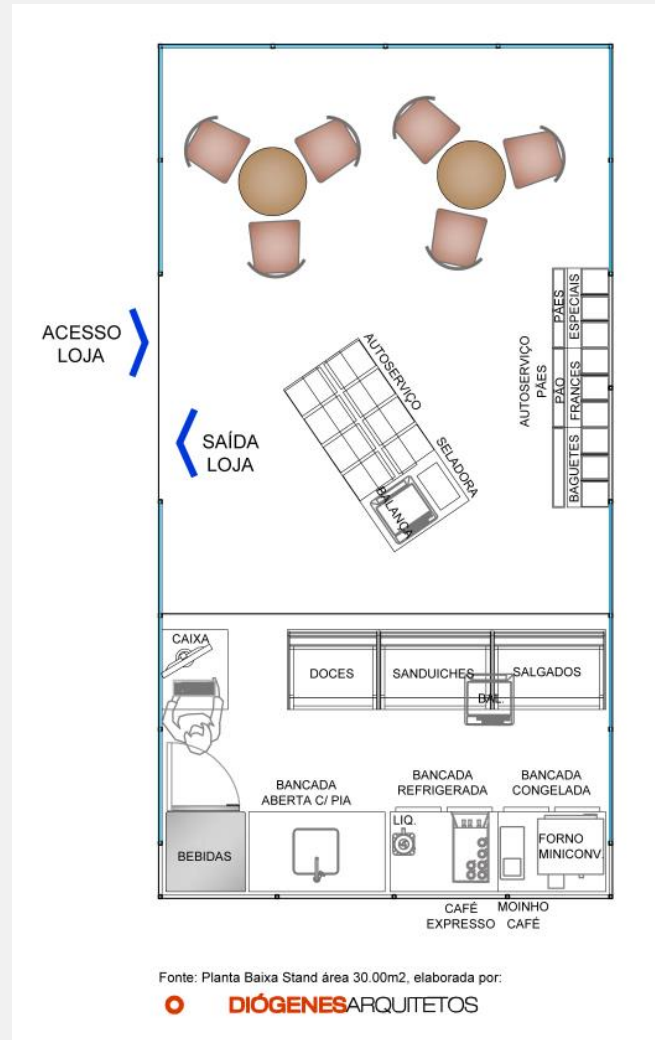 ACESSO
LOJA
SAÍDA
LOJA
AUTOSERVIÇO
SELADORA
BALANÇA
AUTOSERVIÇO
PÃES
PÃES
ESPECIAIS
PÃO
FRANCES
BAGUETES
CAIXA
DOCES
SANDUICHES
SALGADOS
BAL.
BANCADA
ABERTA C/ PIA
BANCADA
REFRIGERADA
BANCADA
CONGELADA
LIQ.
BEBIDAS
FORNO
MINICONV.
CAFÉ
EXPRESSO
MOINHO
CAFÉ
Fonte: Planta Baixa Stand área 30.00m2, elaborada por:
DIÓGENESARQUITETOS